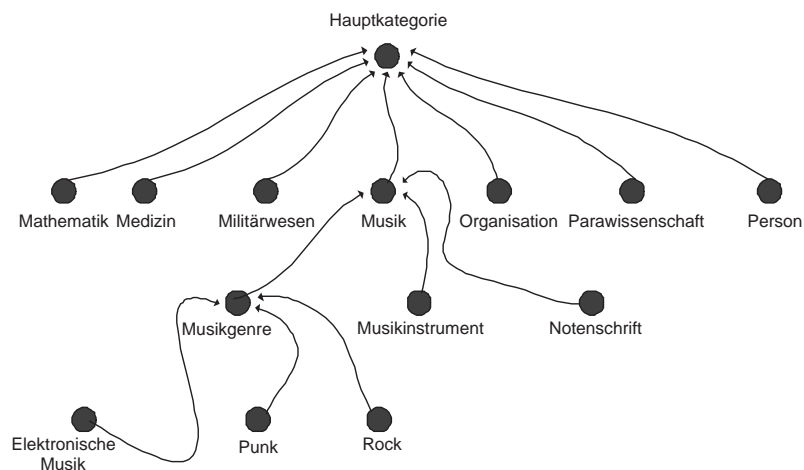 Hauptkategorie
Mathematik
Medizin
Militärwesen
Musik
Organisation
Parawissenschaft
Person
Musikgenre
Musikinstrument
Notenschrift
Elektronische
Musik
Punk
Rock